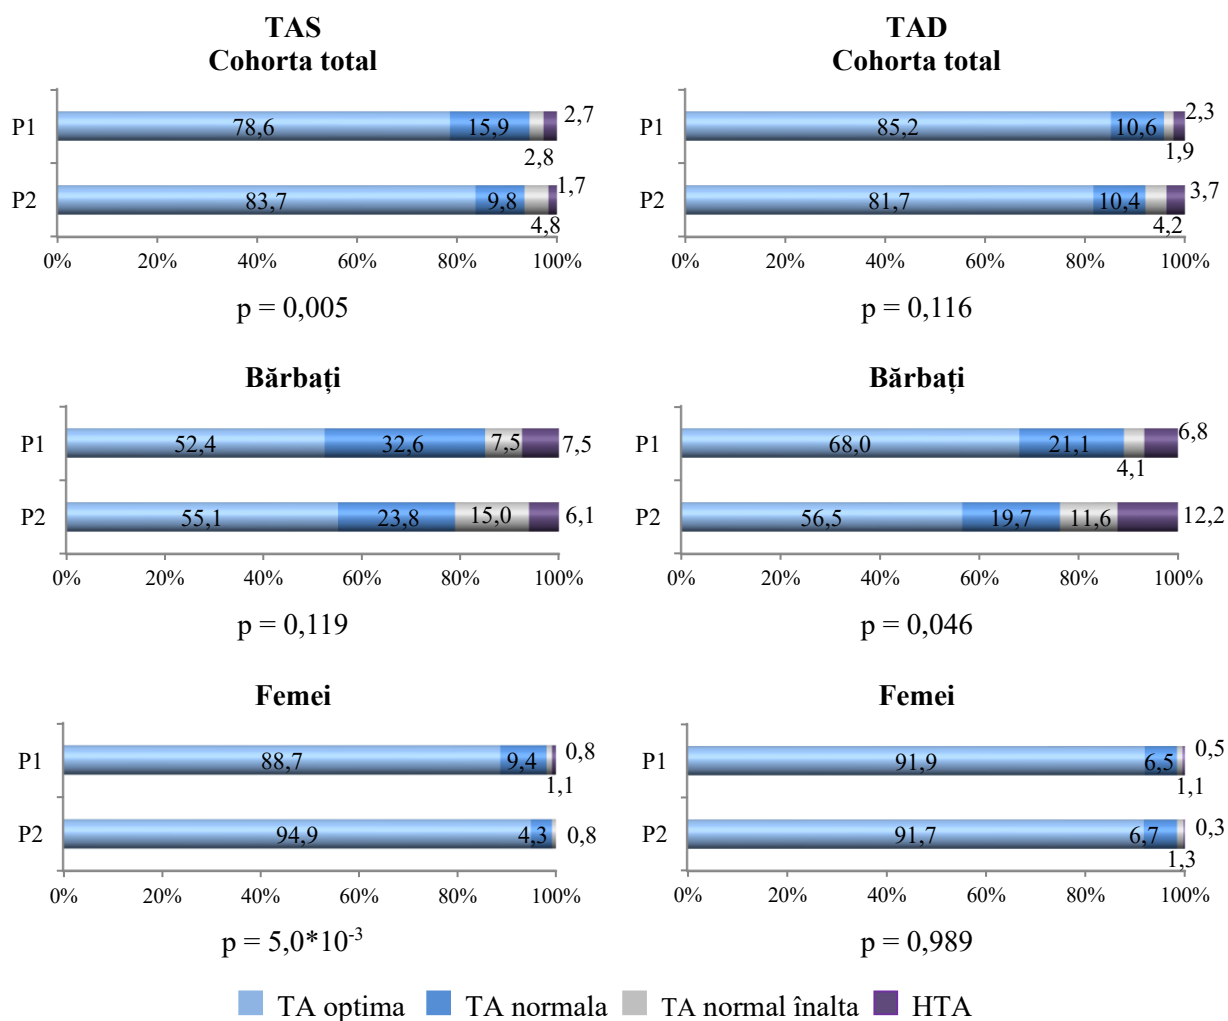 TAS
Cohorta total
P1
78,6
15,9
2,8
2,7
P2
83,7
9,8
4,8
1,7
0%
20%
40%
60%
80%
100%
p = 0,005
TAD
Cohorta total
P1
85,2
10,6
1,9
2,3
P2
81,7
10,4
4,2
3,7
0%
20%
40%
60%
80%
100%
p = 0,116
Bărbați
P1
52,4
32,6
7,5
7,5
P2
55,1
23,8
15,0
6,1
0%
20%
40%
60%
80%
100%
p = 0,119
Bărbați
P1
68,0
21,1
4,1
6,8
P2
56,5
19,7
11,6
12,2
0%
20%
40%
60%
80%
100%
p = 0,046
Femei
P1
88,7
9,4
1,1
0,8
P2
94,9
4,3
0,8
0%
20%
40%
60%
80%
100%
p = 5,0*10⁻³
Femei
P1
91,9
6,5
1,1
0,5
P2
91,7
6,7
1,3
0,3
0%
20%
40%
60%
80%
100%
p = 0,989
TA optima
TA normala
TA normal înalta
HTA